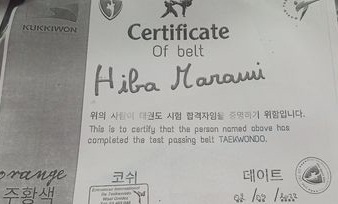 KUKKIWON
Certificate
Of belt
Hiba Marawi
위의 사람이 태권도 시험 합격자임을 증명하기 위함입니다.
This is to certify that the person named above has
completed the test passing belt TAEKWONDO.
orange
주황색
코쉬
데이트